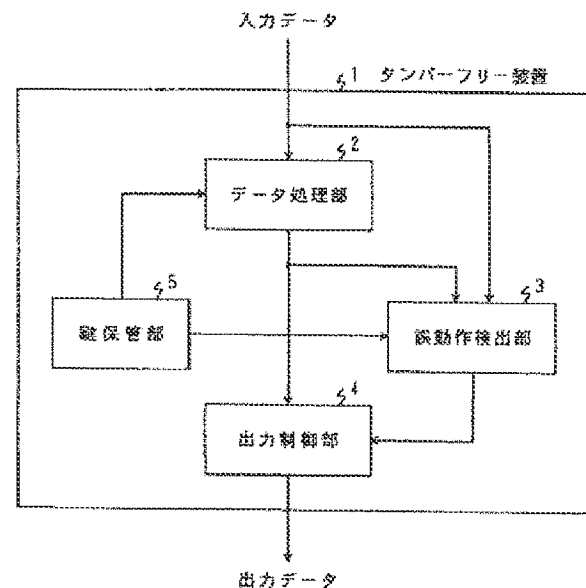 入力データ
1 タンパーフリー装置
2
データ処理部
5
鍵保管部
3
誤動作検出部
4
出力制御部
出力データ